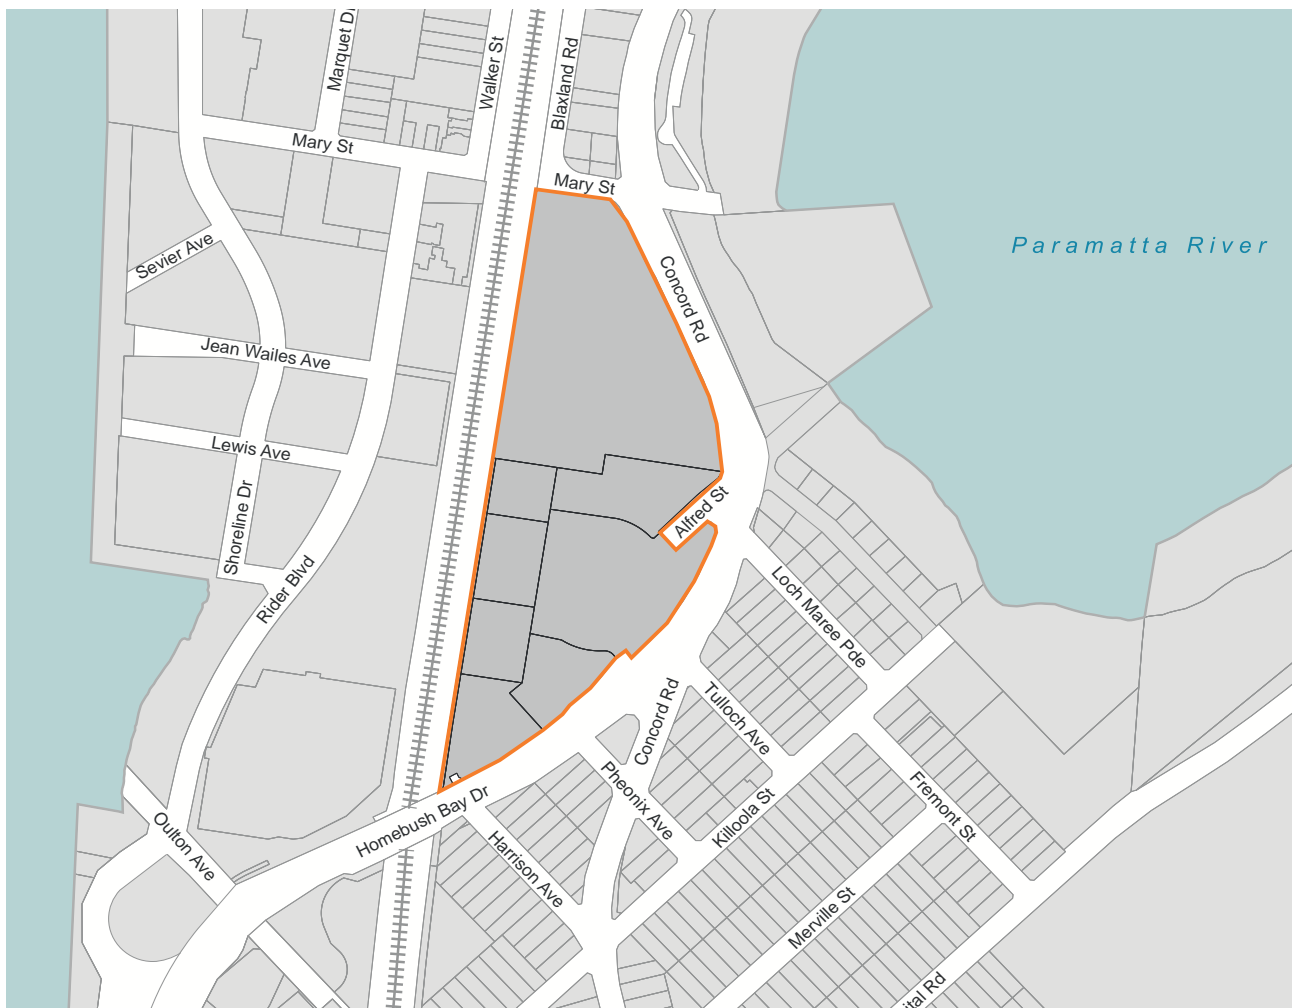 Marquet D
Walker St
Blaxland Rd
Mary St
Mary St
Sevier Ave
Paramatta River
Concord Rd
Jean Wailes Ave
Lewis Ave
Shoreline Dr
Alfred St
Rider Blvd
Loch Maree Pde
Concord Rd
Tulloch Ave
Pheonix Ave
Fremont St
Killoola St
Homebush Bay Dr
Oulton Ave
Harrison Ave
Merville St
ital Rd